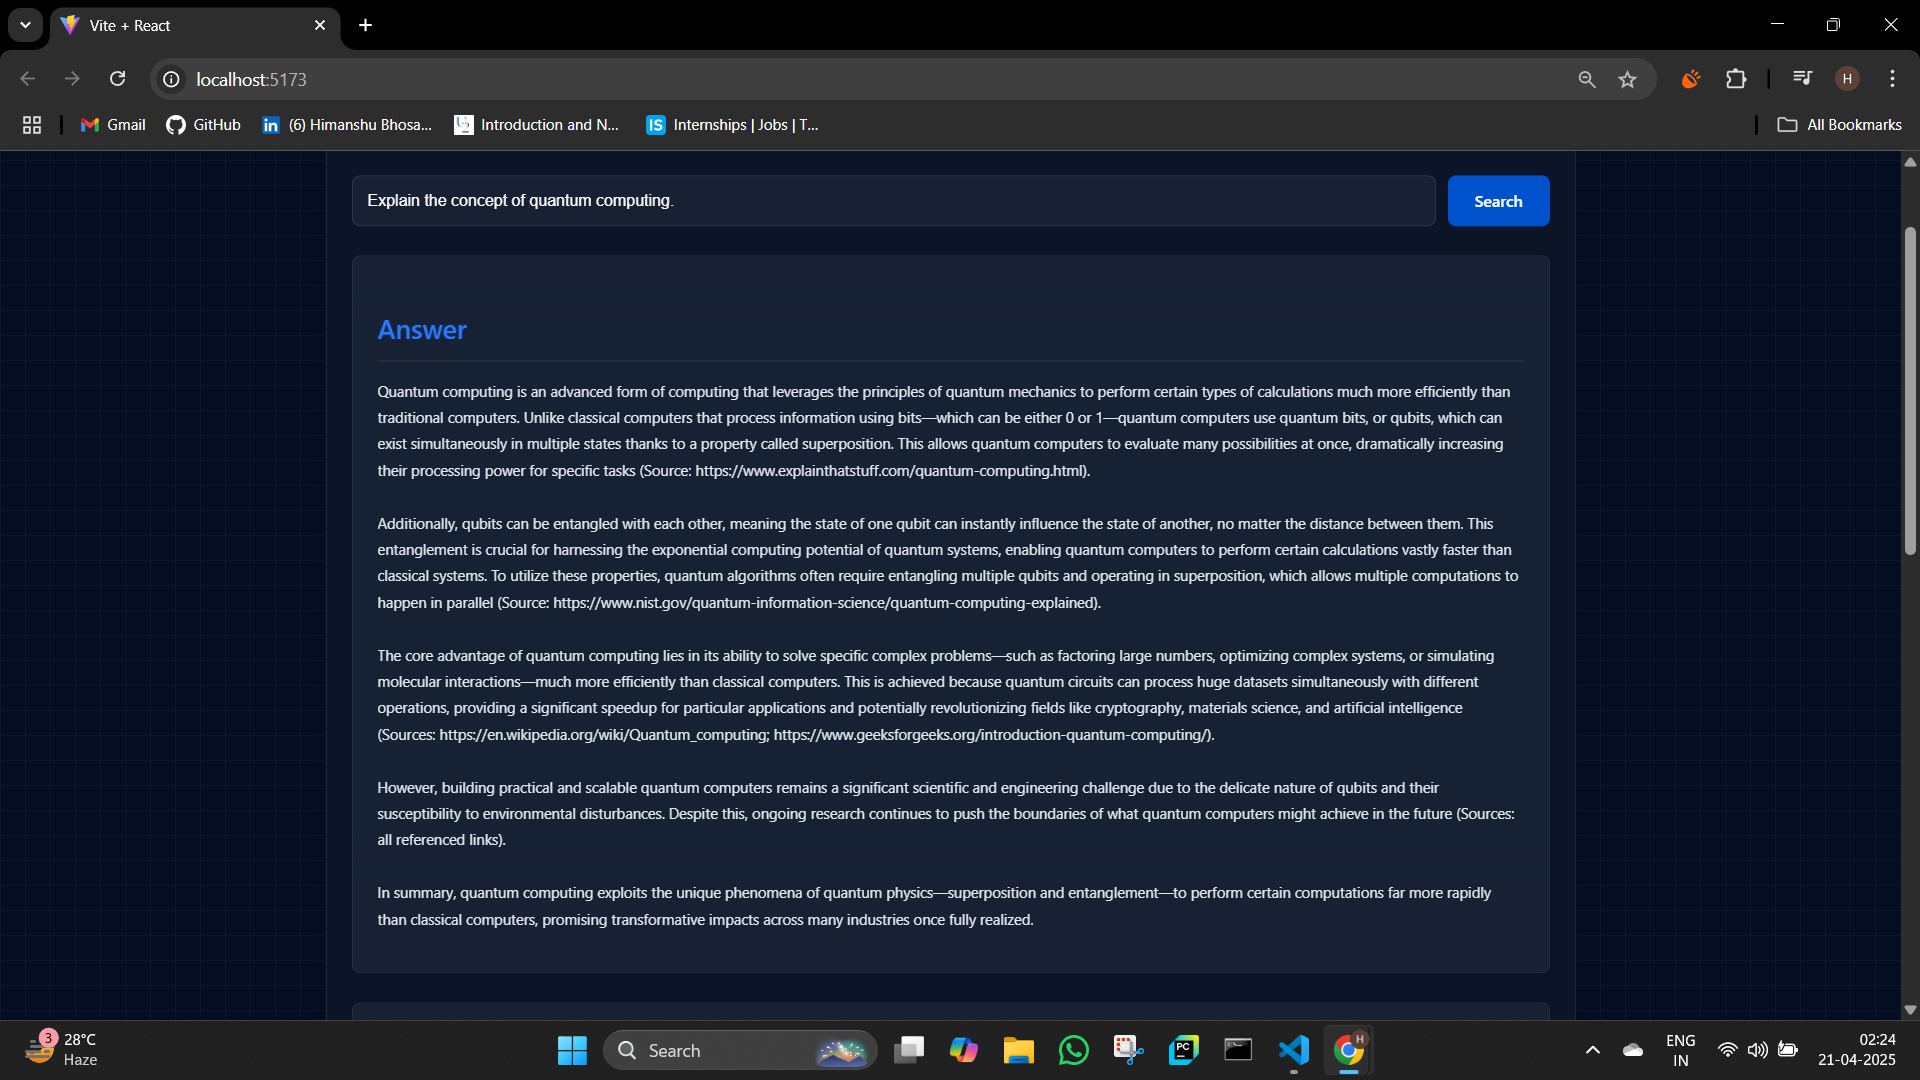 Vite + React
localhost:5173
H
Gmail
GitHub
in (6) Himanshu Bhosa...
Introduction and N...
IS Internships | Jobs | T...
All Bookmarks
Explain the concept of quantum computing.
Search
Answer
Quantum computing is an advanced form of computing that leverages the principles of quantum mechanics to perform certain types of calculations much more efficiently than
traditional computers. Unlike classical computers that process information using bits—which can be either 0 or 1—quantum computers use quantum bits, or qubits, which can
exist simultaneously in multiple states thanks to a property called superposition. This allows quantum computers to evaluate many possibilities at once, dramatically increasing
their processing power for specific tasks (Source: https://www.explainthatstuff.com/quantum-computing.html).
Additionally, qubits can be entangled with each other, meaning the state of one qubit can instantly influence the state of another, no matter the distance between them. This
entanglement is crucial for harnessing the exponential computing potential of quantum systems, enabling quantum computers to perform certain calculations vastly faster than
classical systems. To utilize these properties, quantum algorithms often require entangling multiple qubits and operating in superposition, which allows multiple computations to
happen in parallel (Source: https://www.nist.gov/quantum-information-science/quantum-computing-explained).
The core advantage of quantum computing lies in its ability to solve specific complex problems—such as factoring large numbers, optimizing complex systems, or simulating
molecular interactions—much more efficiently than classical computers. This is achieved because quantum circuits can process huge datasets simultaneously with different
operations, providing a significant speedup for particular applications and potentially revolutionizing fields like cryptography, materials science, and artificial intelligence
(Sources: https://en.wikipedia.org/wiki/Quantum_computing; https://www.geeksforgeeks.org/introduction-quantum-computing/).
However, building practical and scalable quantum computers remains a significant scientific and engineering challenge due to the delicate nature of qubits and their
susceptibility to environmental disturbances. Despite this, ongoing research continues to push the boundaries of what quantum computers might achieve in the future (Sources:
all referenced links).
In summary, quantum computing exploits the unique phenomena of quantum physics—superposition and entanglement—to perform certain computations far more rapidly
than classical computers, promising transformative impacts across many industries once fully realized.
3
28°C
Haze
Search
PC
H
ENG
IN
02:24
21-04-2025